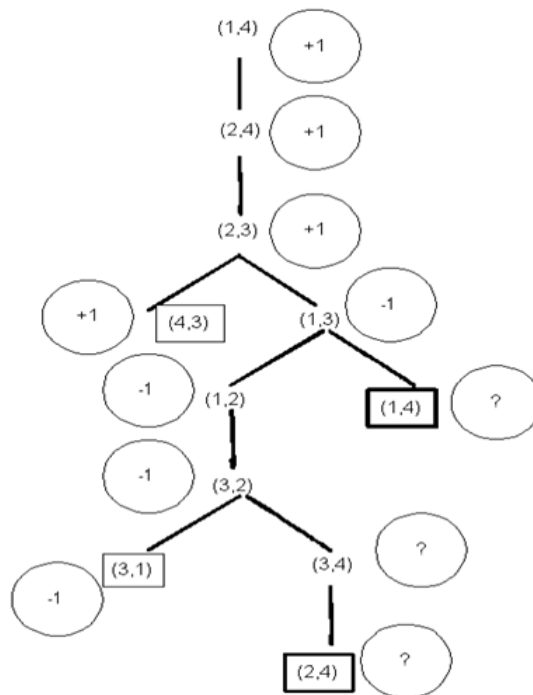 (1,4) +1
(2,4) +1
(2,3) +1
+1 (4,3) (1,3) -1
-1 (1,2) (1,4) ?
-1 (3,2)
(3,1) (3,4) ?
-1
(2,4) ?